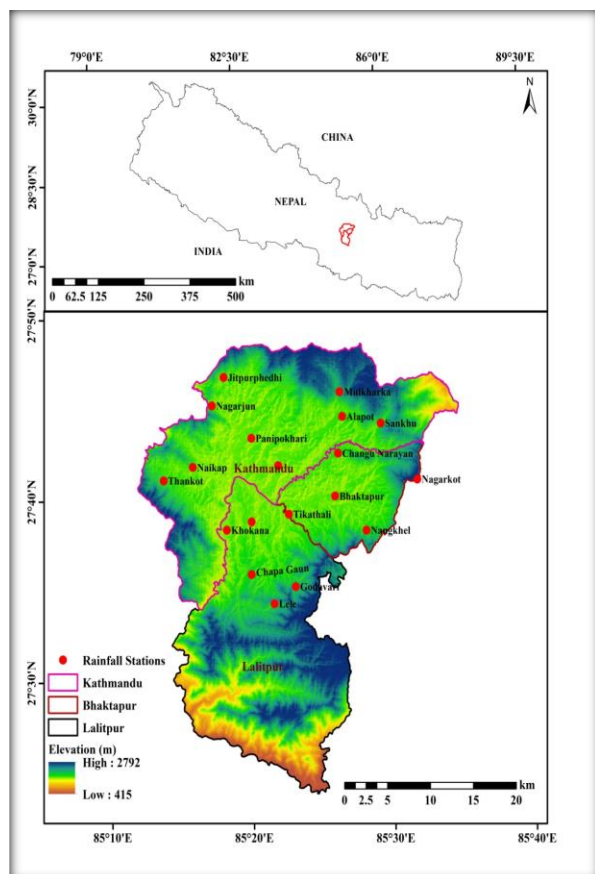 79°0'E 82°30'E 86°0'E 89°30'E
N
30°0'N
CHINA
28°30'N
NEPAL
INDIA
27°0'N
km
0 62.5 125 250 375 500
27°50'N
Jitpurphedhi
Mulkharka
Nagarjun
Alapot
Sankhu
Panipokhari
Changu Narayan
Naikap
Kathmandu
Nagarkot
Thankot
27°40'N
Bhaktapur
Tikathali
Khokana
Nangkhel
Chapa Gaun
Godavari
Lele
Rainfall Stations
Lalitpur
27°30'N
Kathmandu
Bhaktapur
Lalitpur
Elevation (m)
High : 2792
Low : 415
km
0 2.5 5 10 15 20
85°10'E 85°20'E 85°30'E 85°40'E